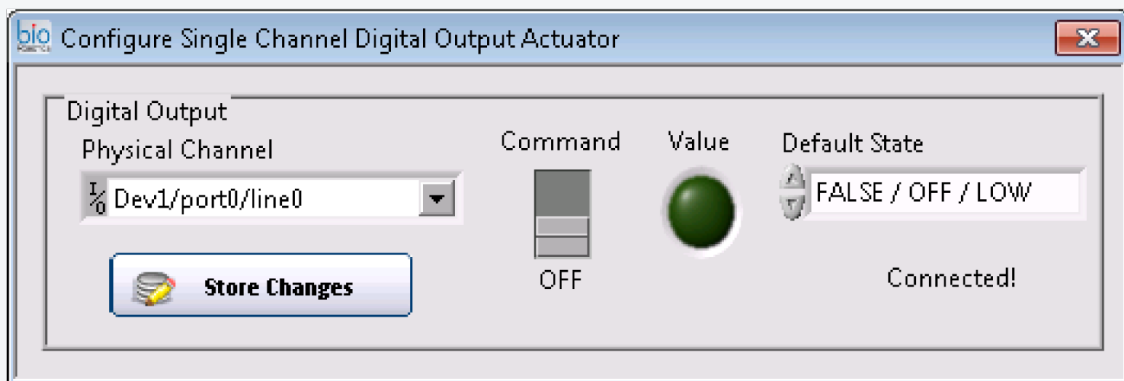 bio
Configure Single Channel Digital Output Actuator
Digital Output
Physical Channel
I/O Dev1/port0/line0
Store Changes
Command
OFF
Value
Default State
FALSE / OFF / LOW
Connected!